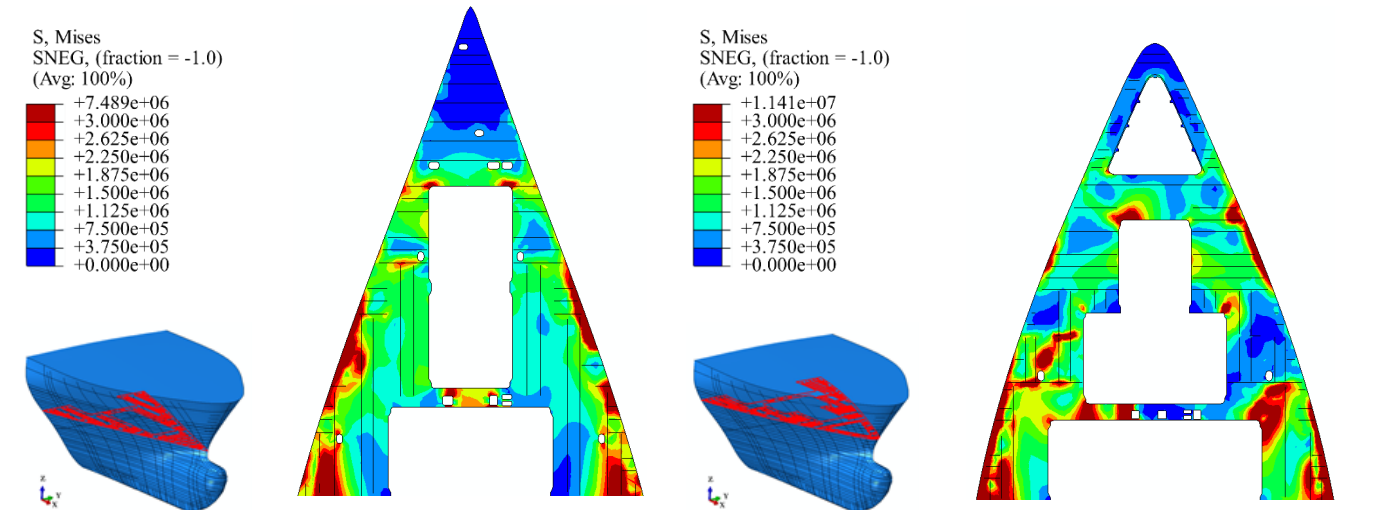 S, Mises
SNEG, (fraction = -1.0)
(Avg: 100%)
+7.489e+06
+3.000e+06
+2.625e+06
+2.250e+06
+1.875e+06
+1.500e+06
+1.125e+06
+7.500e+05
+3.750e+05
+0.000e+00
Z
Y
X
S, Mises
SNEG, (fraction = -1.0)
(Avg: 100%)
+1.141e+07
+3.000e+06
+2.625e+06
+2.250e+06
+1.875e+06
+1.500e+06
+1.125e+06
+7.500e+05
+3.750e+05
+0.000e+00
Z
Y
X